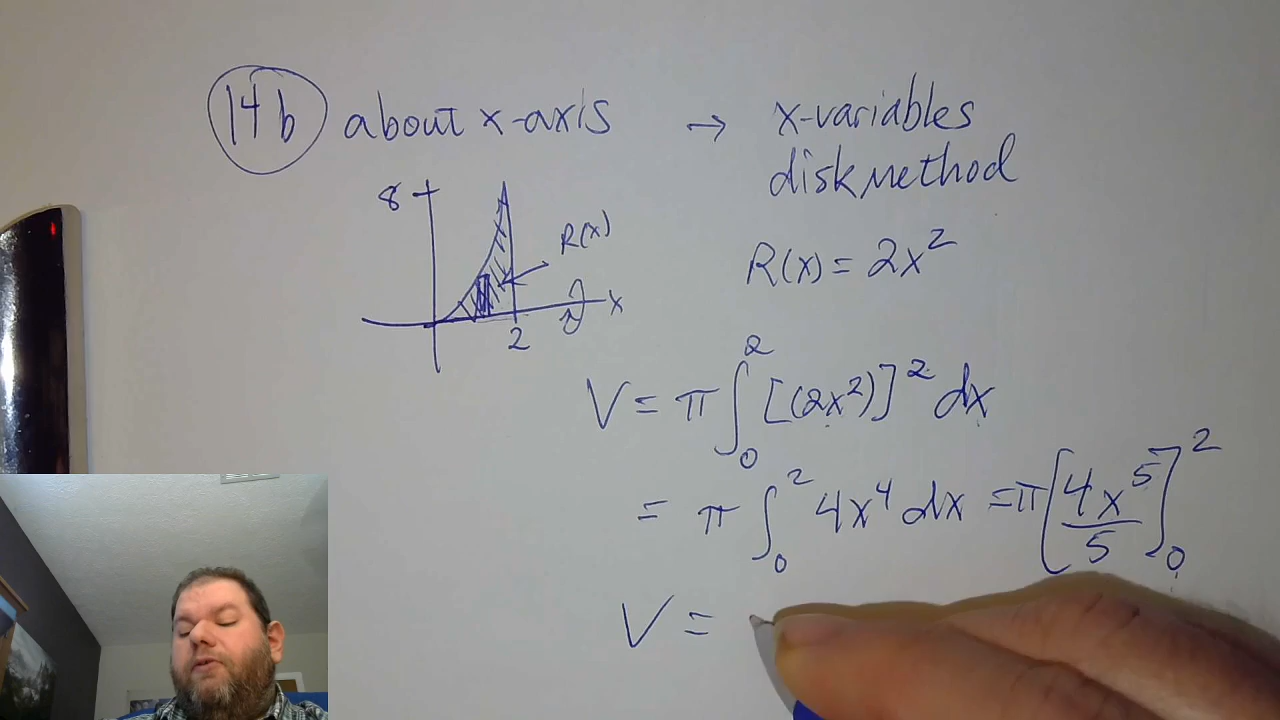 14b about x-axis → x-variables
disk method
8
R(x)
x
2
R(x) = 2x²
V = π∫₀² [(2x²)]² dx
= π∫₀² 4x⁴ dx = π[4x⁵/5]₀²
V =